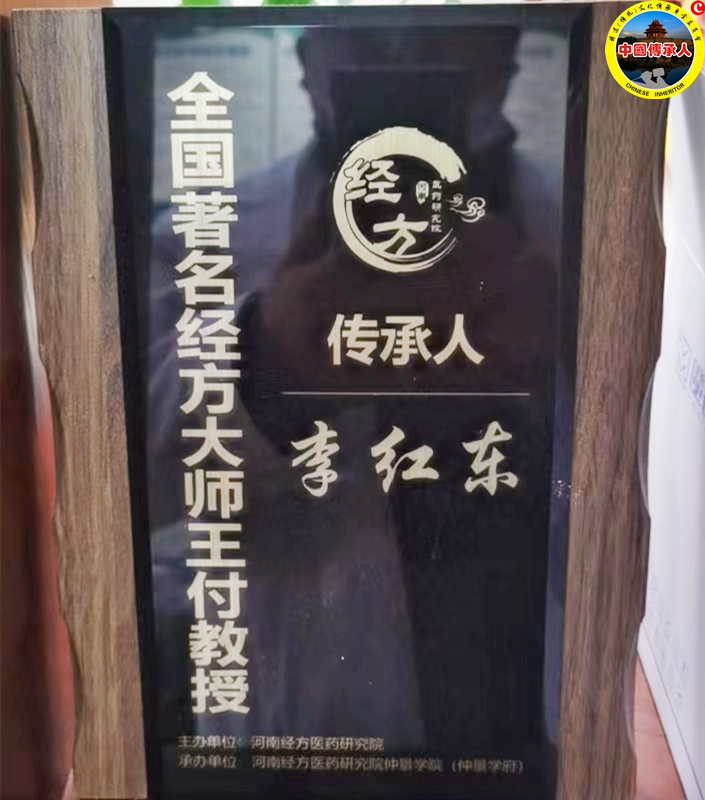 中國傳承人
CHINESE INHERITOR
全国著名经方大师王付教授
经方
医药研究院
传承人
李红东
主办单位：河南经方医药研究院
承办单位：河南经方医药研究院仲景学院（仲景学府）